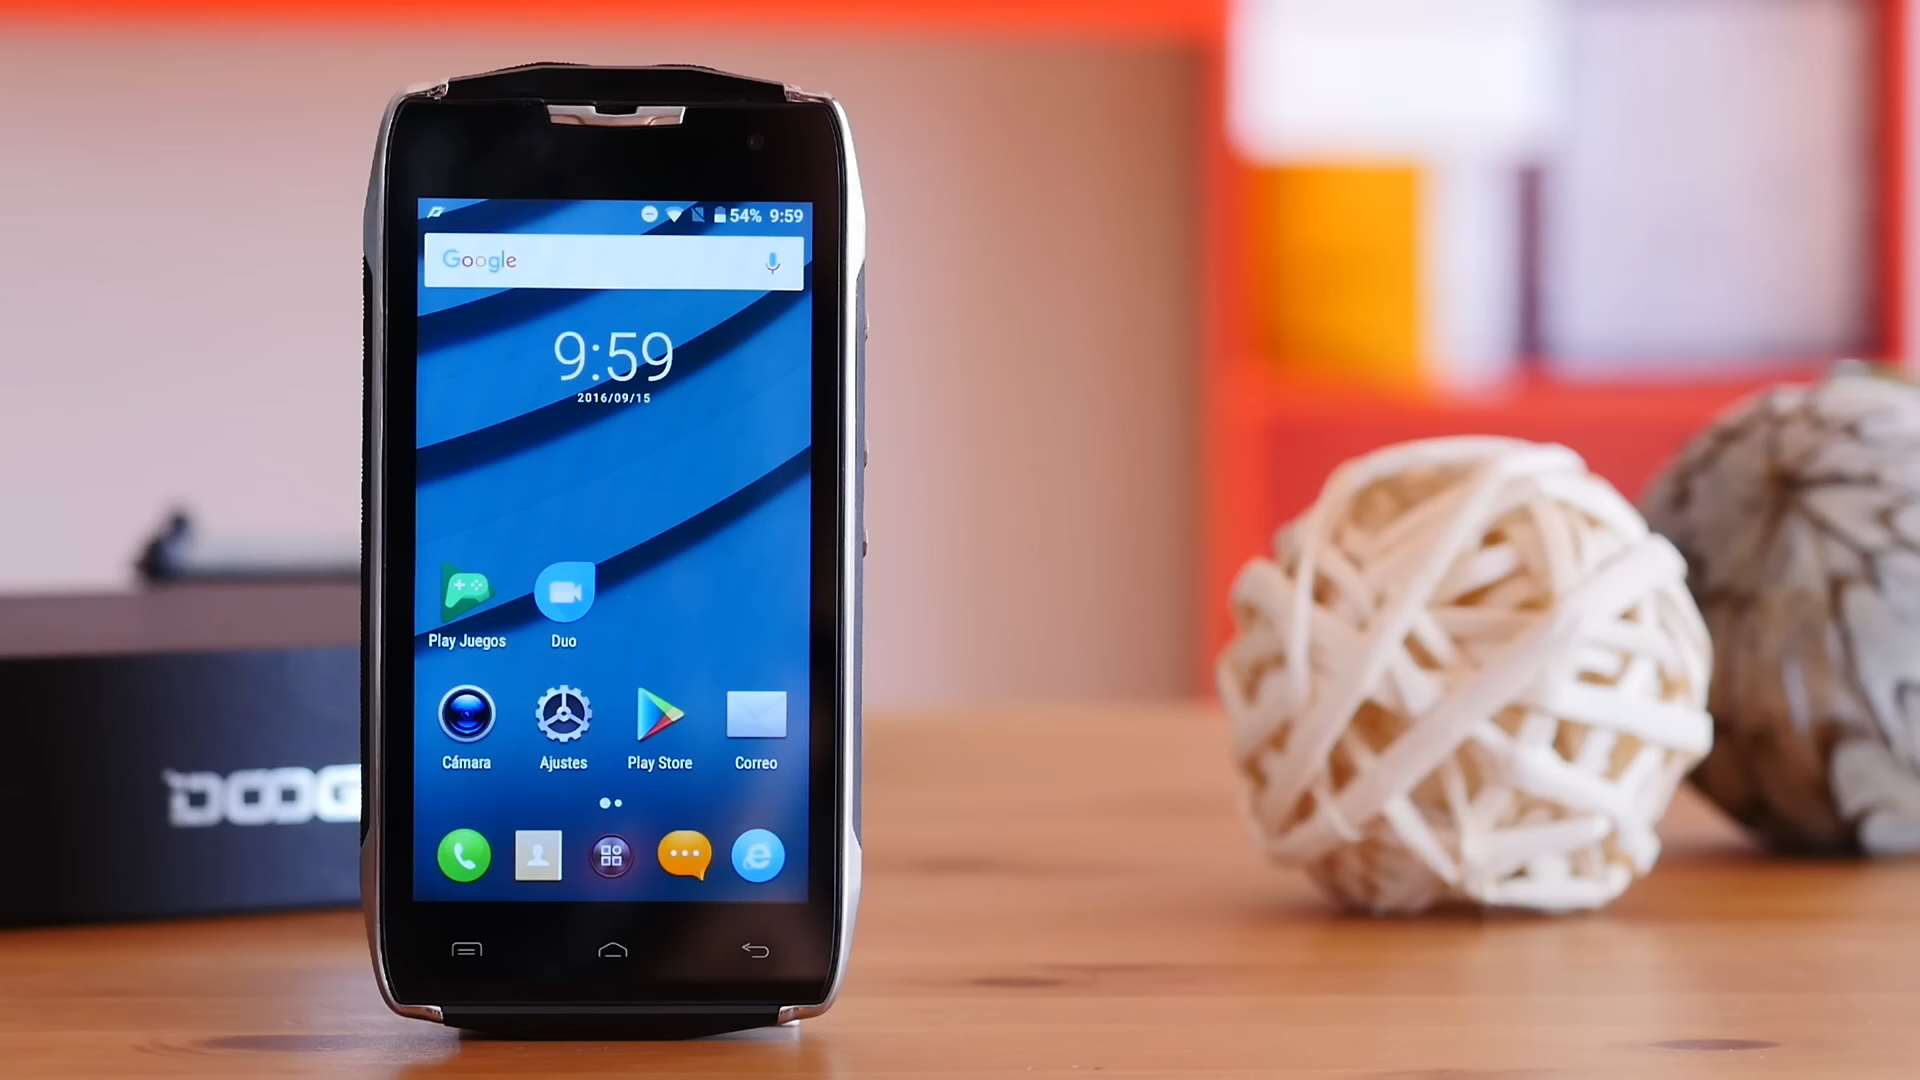 54% 9:59
Google
9:59
2016/09/15
Play Juegos Duo
Cámara Ajustes Play Store Correo
DOOG